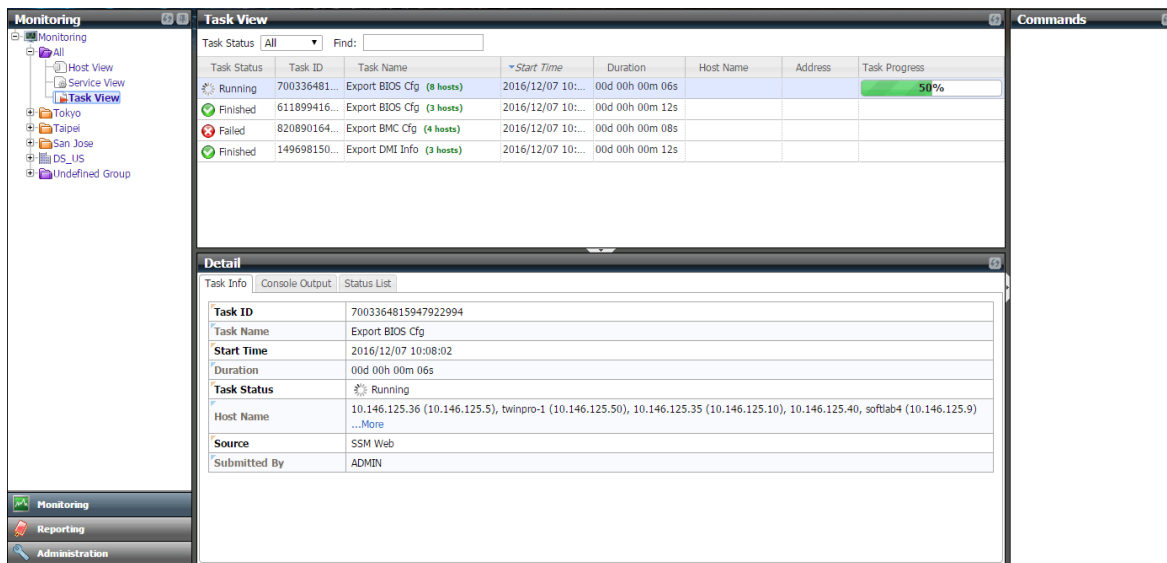 Monitoring
Monitoring
All
Host View
Service View
Task View
Tokyo
Taipei
San Jose
DS_US
Undefined Group
Monitoring
Reporting
Administration
Task View
Task Status All Find:
Task Status Task ID Task Name Start Time Duration Host Name Address Task Progress
Running 700336481... Export BIOS Cfg (8 hosts) 2016/12/07 10:... 00d 00h 00m 06s 50%
Finished 611899416... Export BIOS Cfg (3 hosts) 2016/12/07 10:... 00d 00h 00m 12s
Failed 820890164... Export BMC Cfg (4 hosts) 2016/12/07 10:... 00d 00h 00m 08s
Finished 149698150... Export DMI Info (3 hosts) 2016/12/07 10:... 00d 00h 00m 12s
Detail
Task Info Console Output Status List
Task ID 7003364815947922994
Task Name Export BIOS Cfg
Start Time 2016/12/07 10:08:02
Duration 00d 00h 00m 06s
Task Status Running
Host Name 10.146.125.36 (10.146.125.5), twinpro-1 (10.146.125.50), 10.146.125.35 (10.146.125.10), 10.146.125.40, softlab4 (10.146.125.9)
...More
Source SSM Web
Submitted By ADMIN
Commands